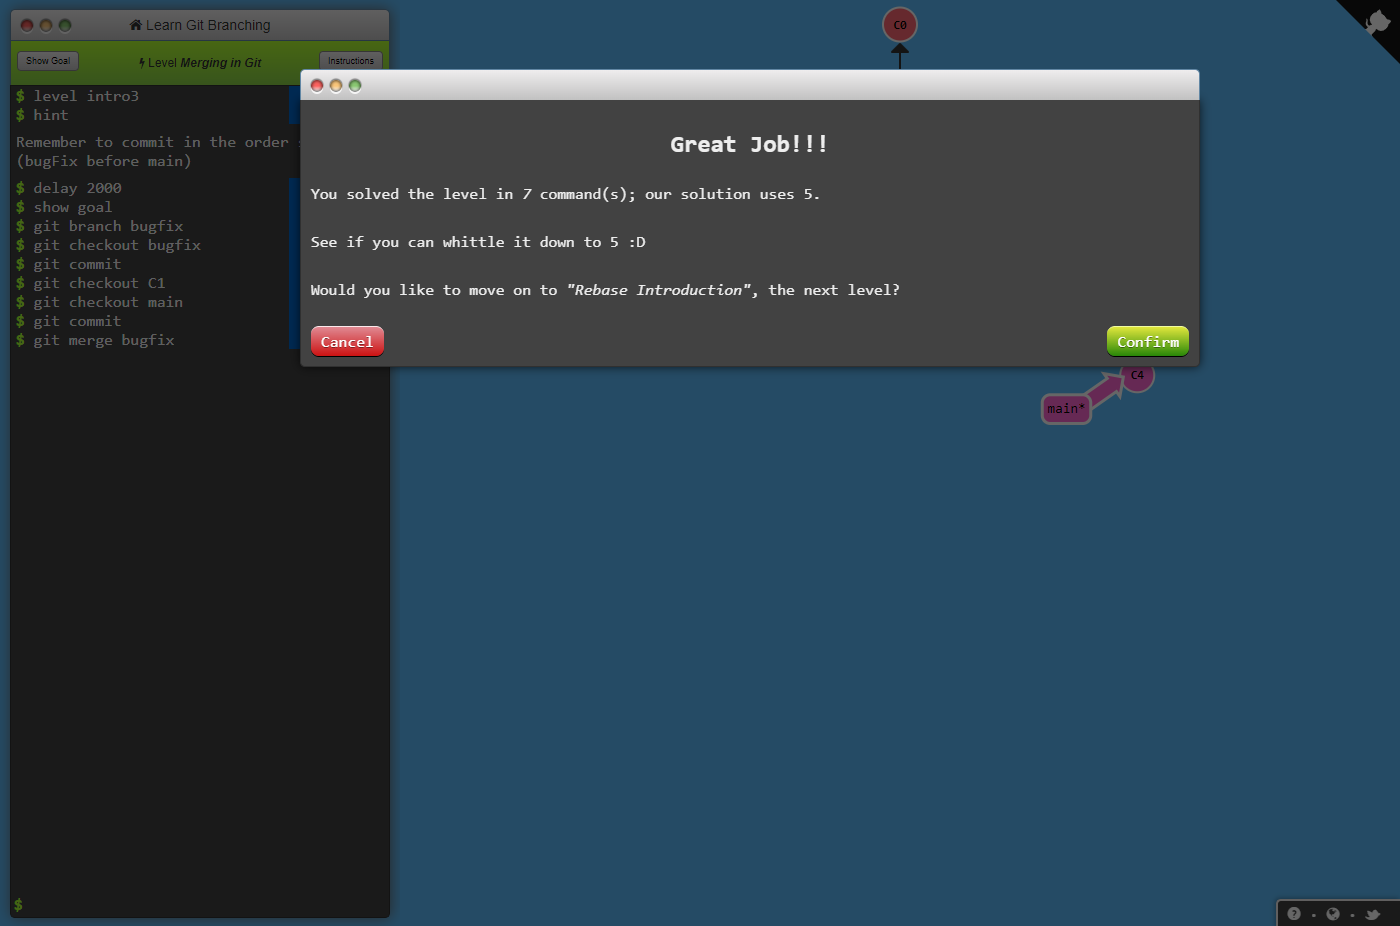 Learn Git Branching
Show Goal
Level Merging in Git
Instructions
$ level intro3
$ hint
Remember to commit in the order
(bugFix before main)
$ delay 2000
$ show goal
$ git branch bugfix
$ git checkout bugfix
$ git commit
$ git checkout C1
$ git checkout main
$ git commit
$ git merge bugfix
$
C0
Great Job!!!
You solved the level in 7 command(s); our solution uses 5.
See if you can whittle it down to 5 :D
Would you like to move on to "Rebase Introduction", the next level?
Cancel
Confirm
C4
main*